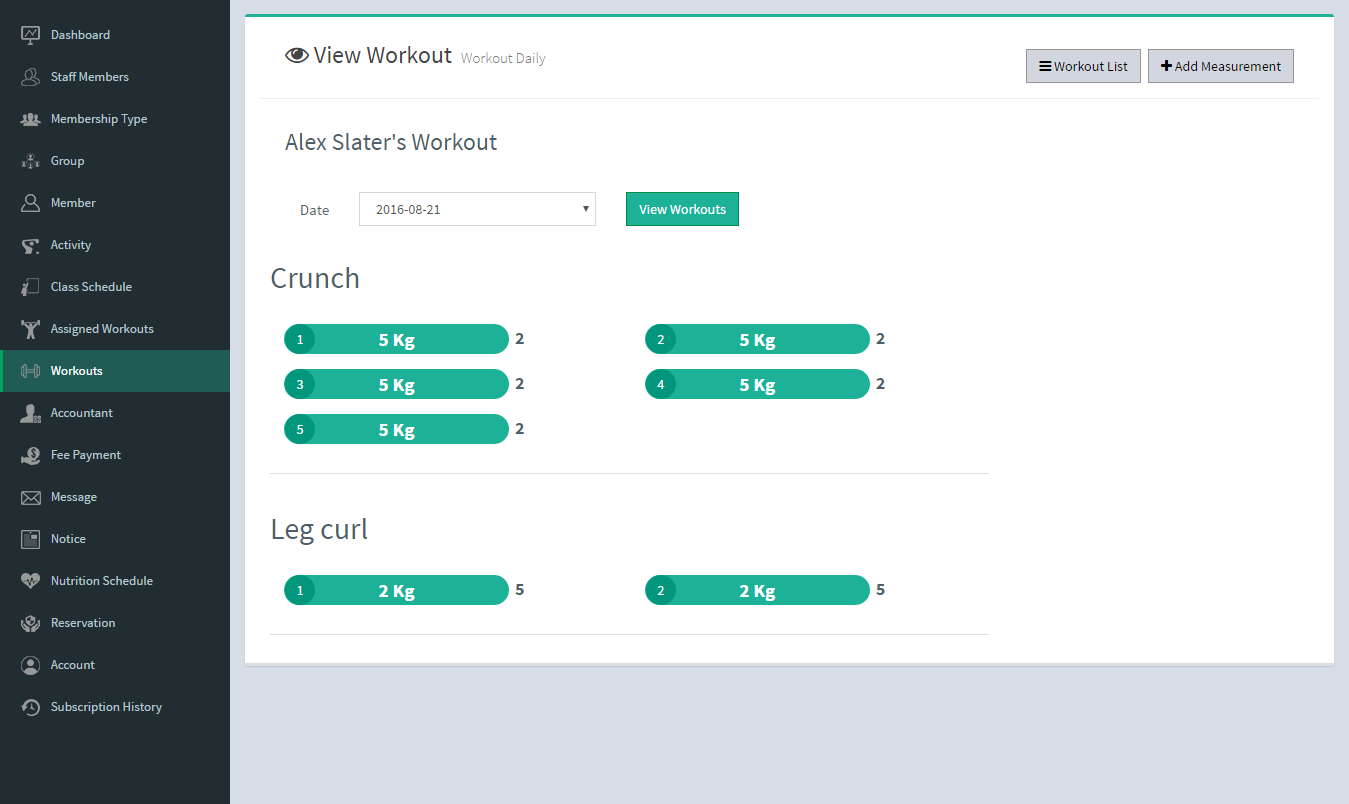 Dashboard
Staff Members
Membership Type
Group
Member
Activity
Class Schedule
Assigned Workouts
Workouts
Accountant
Fee Payment
Message
Notice
Nutrition Schedule
Reservation
Account
Subscription History
View Workout Workout Daily
Workout List Add Measurement
Alex Slater's Workout
Date 2016-08-21 View Workouts
Crunch
1 5 Kg 2 2 5 Kg 2
3 5 Kg 2 4 5 Kg 2
5 5 Kg 2
Leg curl
1 2 Kg 5 2 2 Kg 5